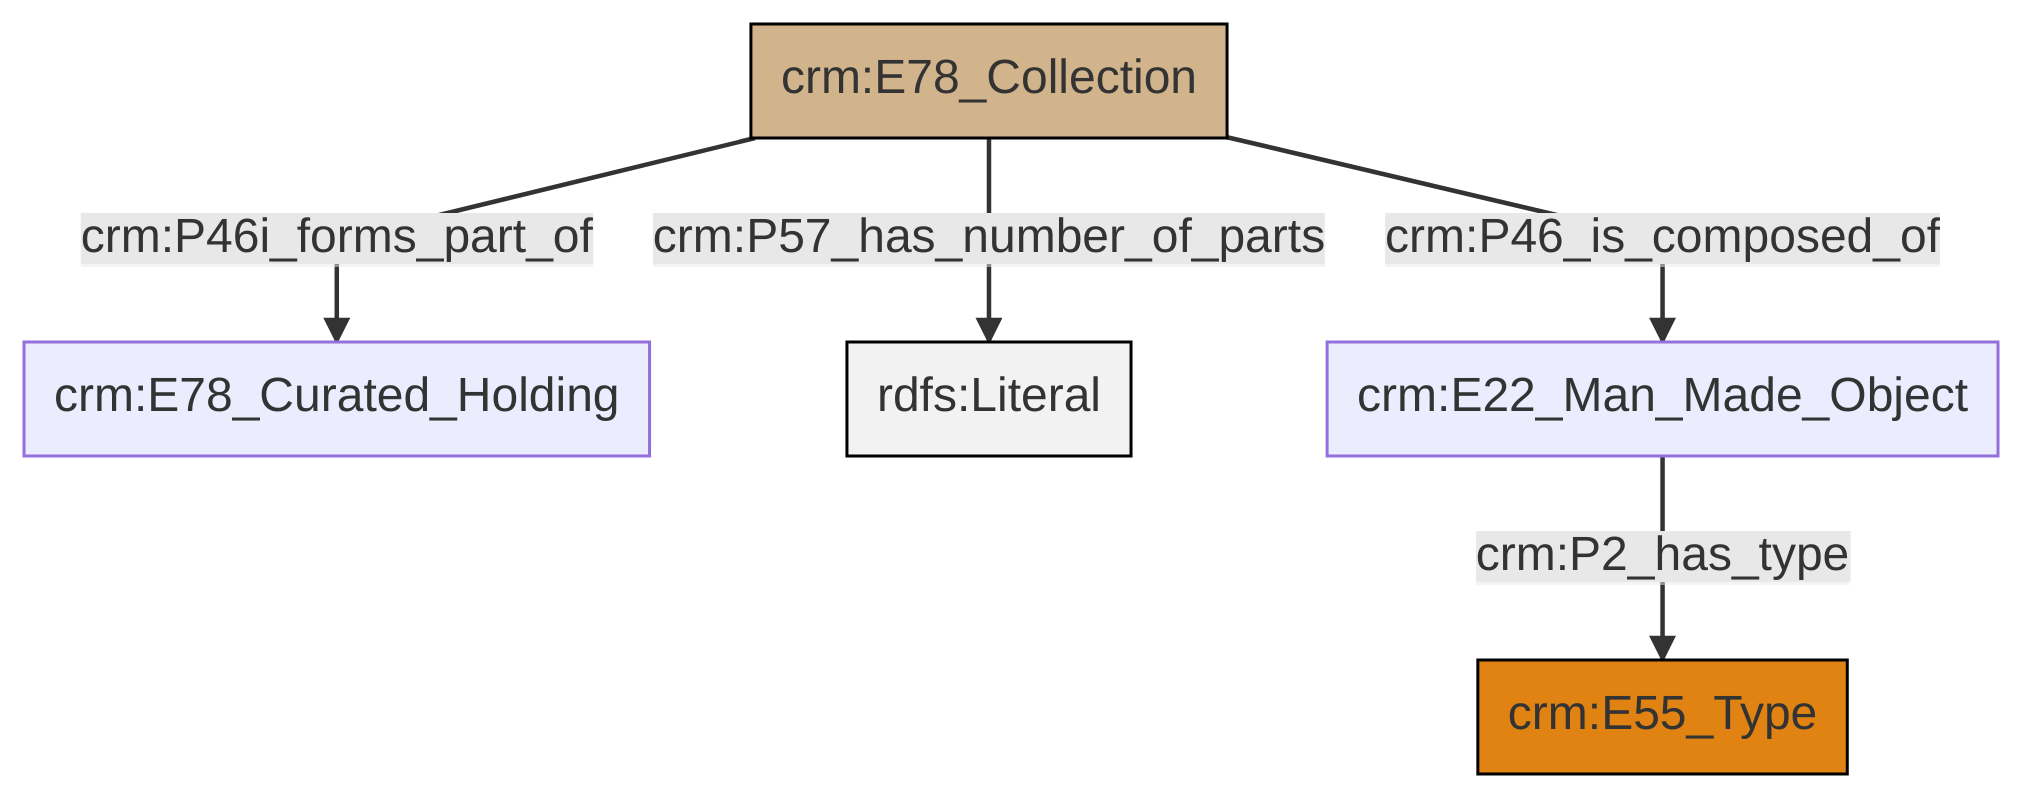 crm:E78_Collection
crm:P46i_forms_part_of
crm:P57_has_number_of_parts
crm:P46_is_composed_of
crm:E78_Curated_Holding
rdfs:Literal
crm:E22_Man_Made_Object
crm:P2_has_type
crm:E55_Type